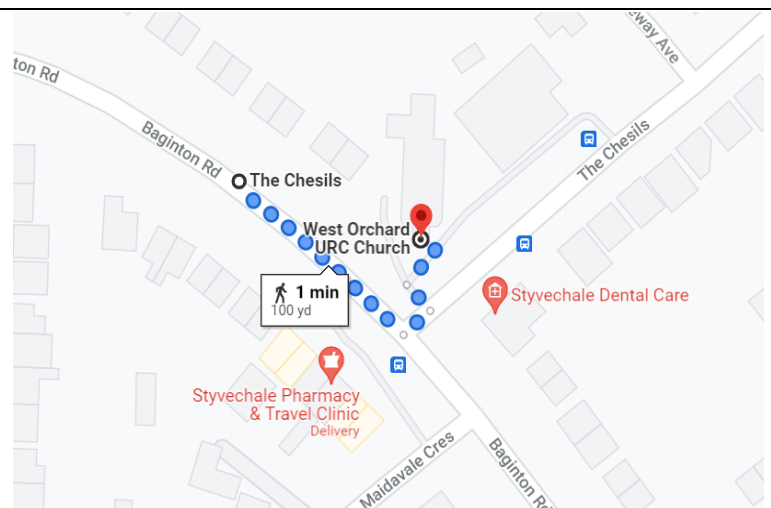 ton Rd
eway Ave
Baginton Rd
The Chesils
The Chesils
West Orchard
URC Church
1 min
100 yd
Styvechale Dental Care
Styvechale Pharmacy
& Travel Clinic
Delivery
Maidavale Cres
Baginton Rd